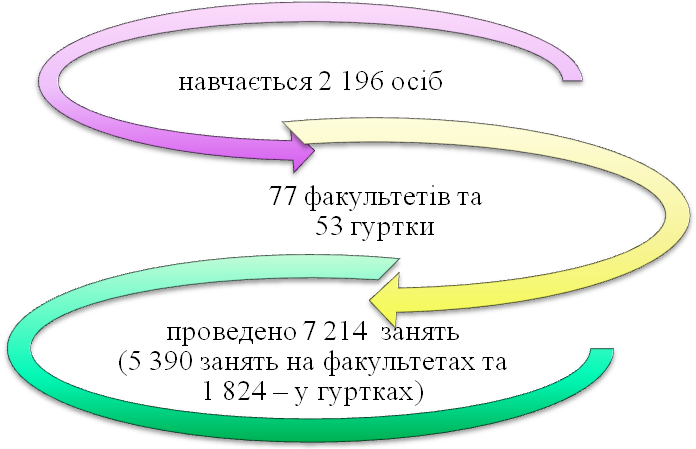 навчається 2 196 осіб
77 факультетів та
53 гуртки
проведено 7 214 занять
(5 390 занять на факультетах та
1 824 – у гуртках)